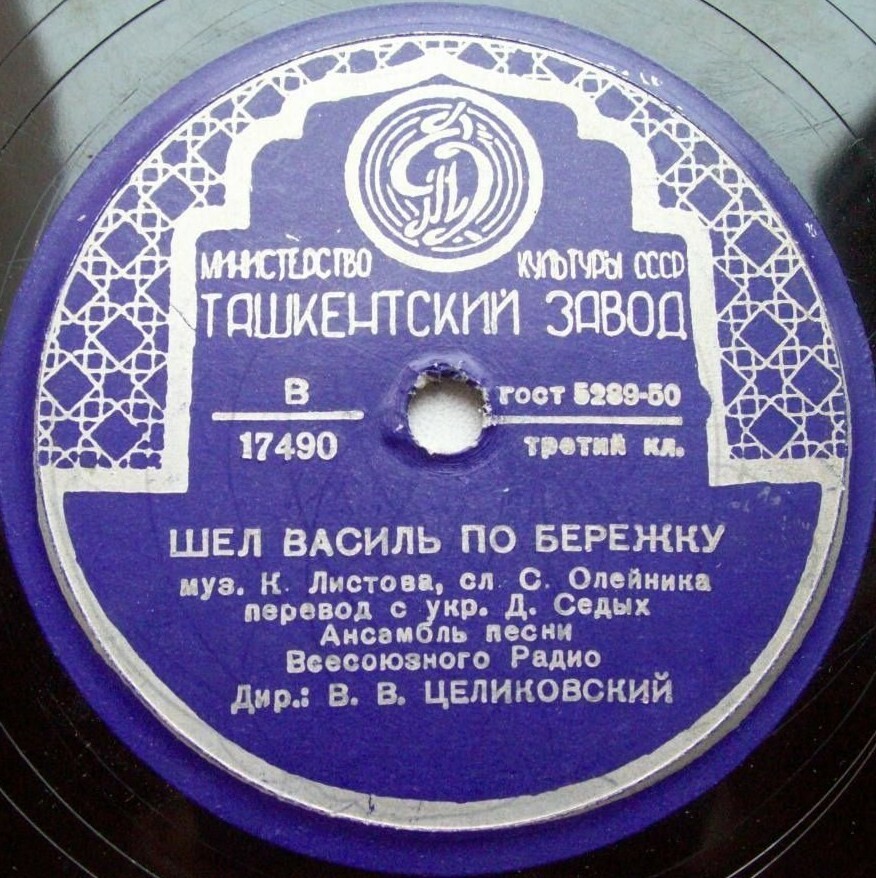 МИНИСТЕРСТВО КУЛЬТУРЫ СССР
ТАШКЕНТСКИЙ ЗАВОД
В ГОСТ 5289-50
17490 третий кл.
ШЕЛ ВАСИЛЬ ПО БЕРЕЖКУ
муз. К. Листова, сл. С. Олейника
перевод с укр. Д. Седых
Ансамбль песни
Всесоюзного Радио
Дир.: В. В. ЦЕЛИКОВСКИЙ